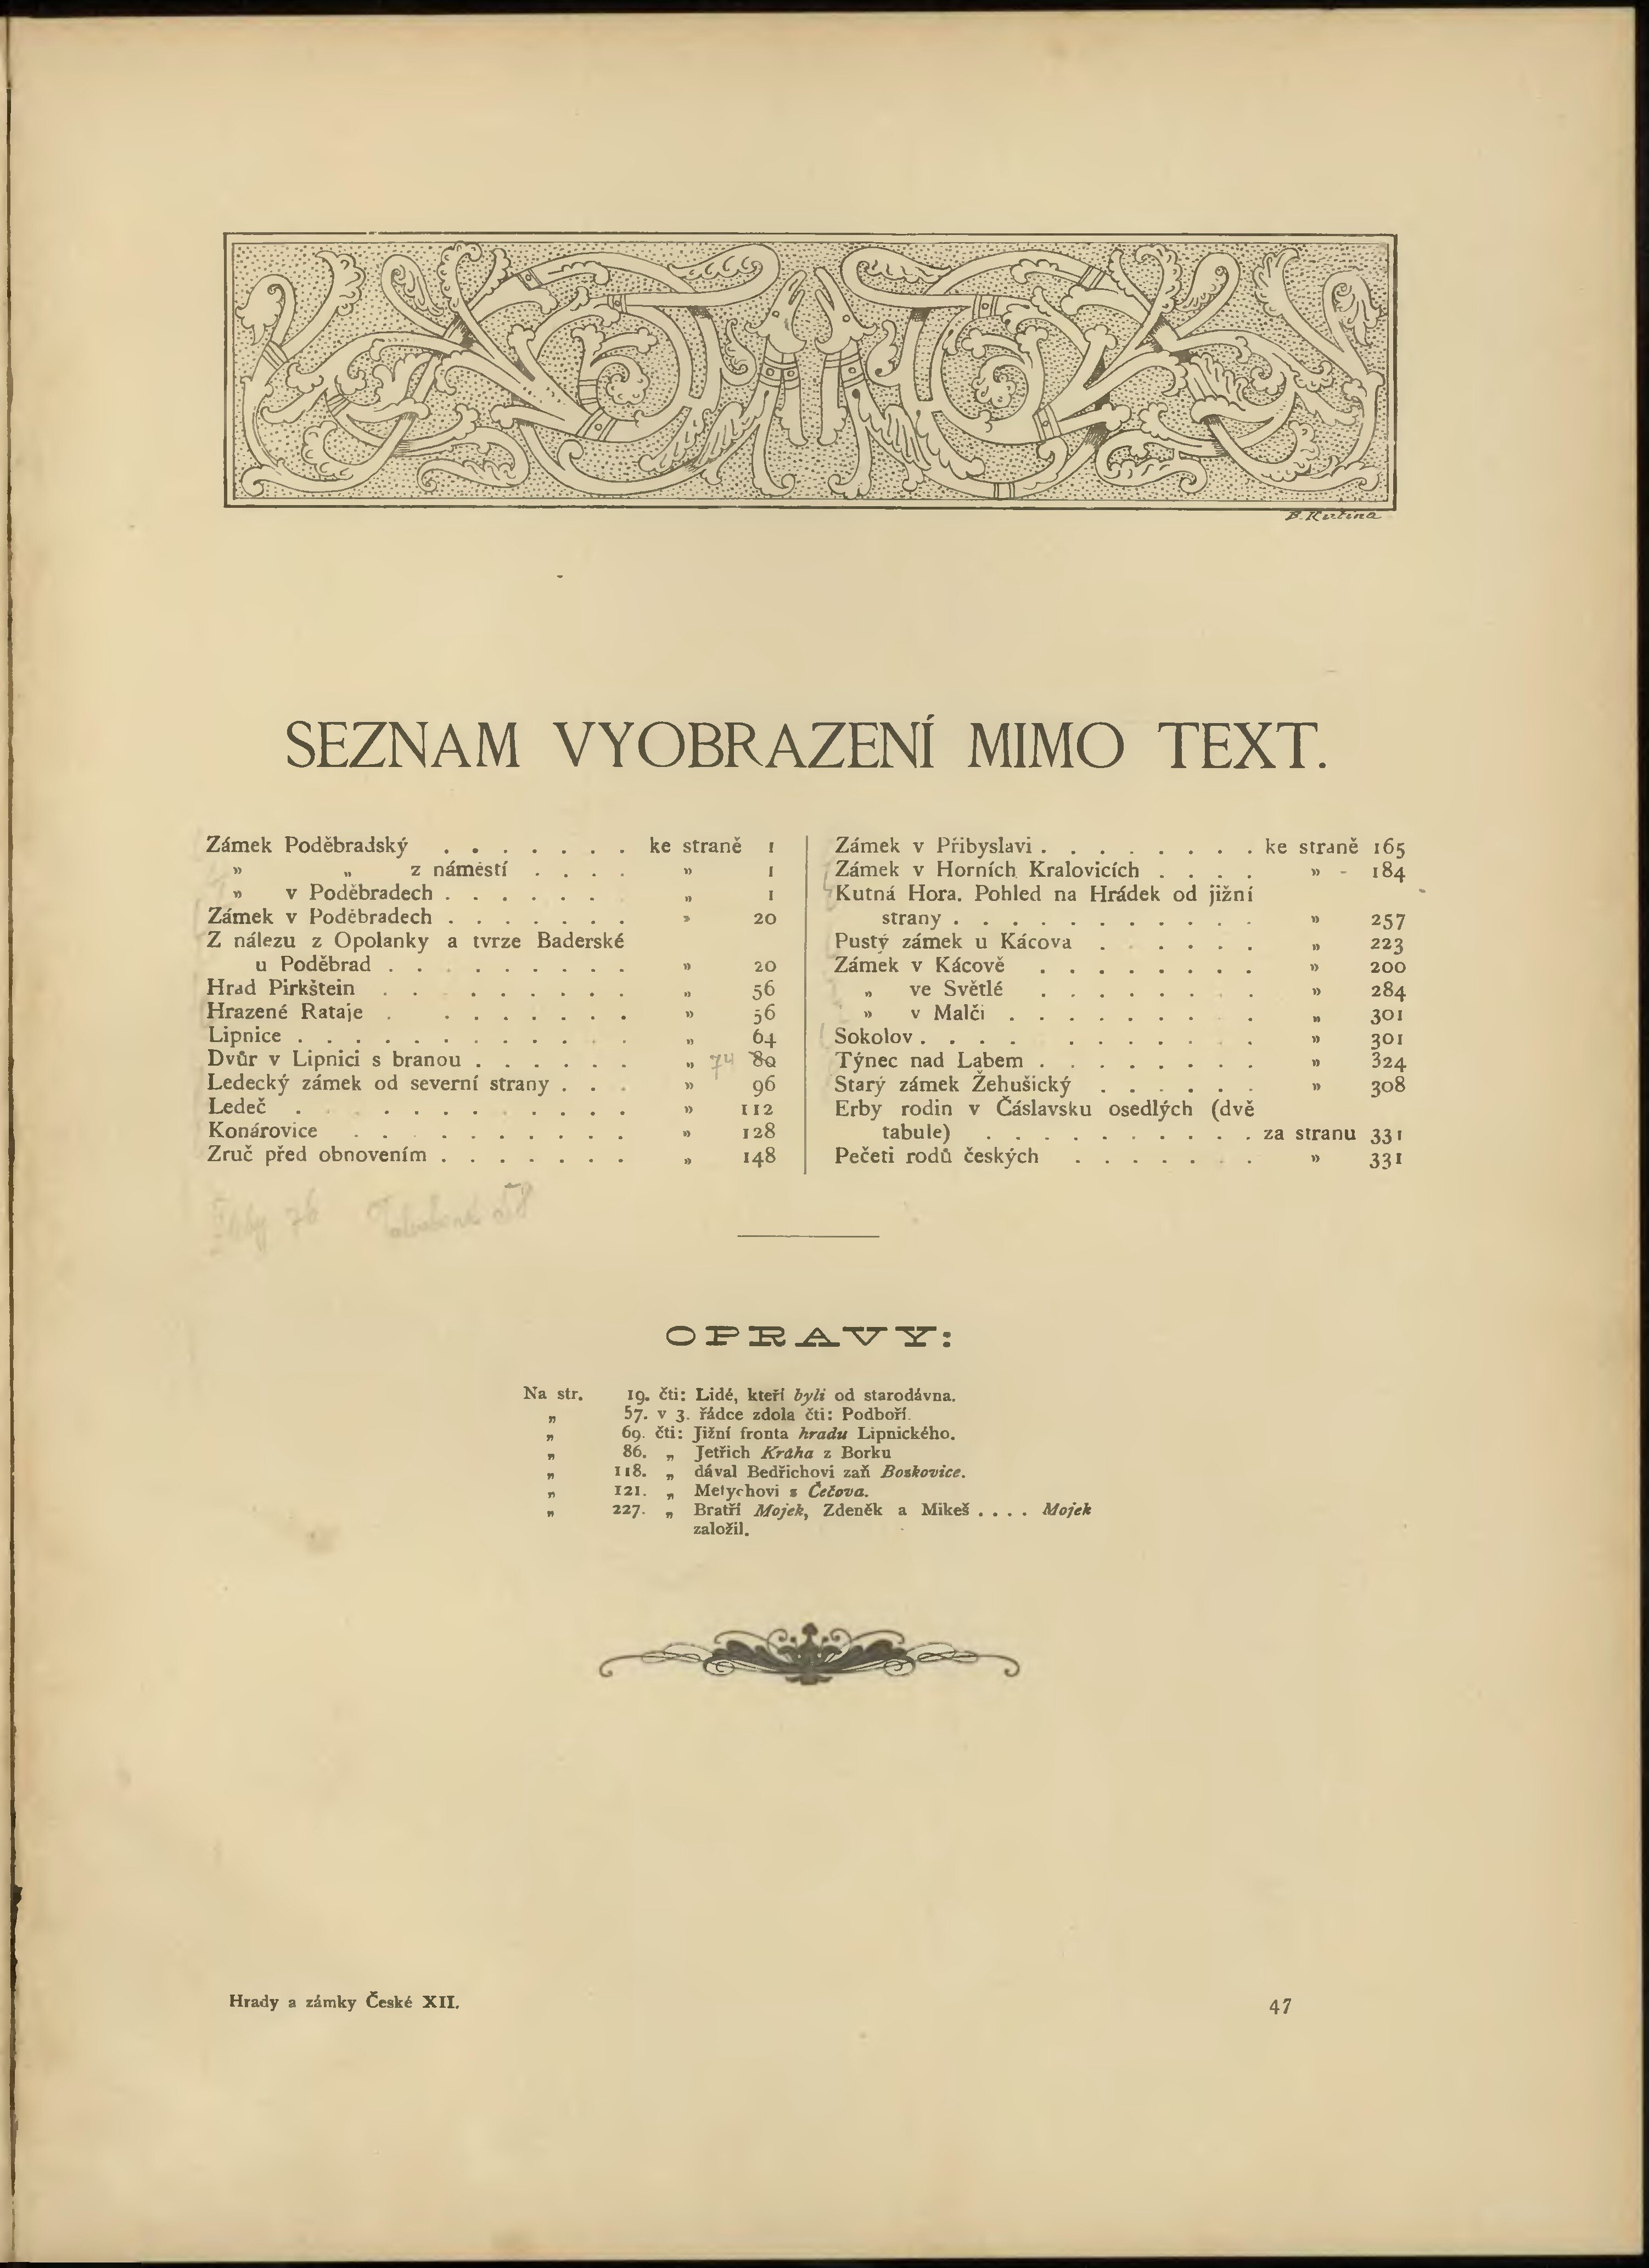 B. Kutina
SEZNAM VYOBRAZENÍ MIMO TEXT.
Zámek Poděbradský . . . . . . . ke straně 1
» „ z náměstí . . . . » 1
» v Poděbradech . . . . . . . „ 1
Zámek v Poděbradech . . . . . . . » 20
Z nálezu z Opolanky a tvrze Baderské
u Poděbrad . . . . . . . . . » 20
Hrad Pirkštein . . . . . . . . „ 56
Hrazené Rataje . . . . . . . . » 56
Lipnice . . . . . . . . . . . . „ 64
Dvůr v Lipnici s branou . . . . . . „ 74 80
Ledecký zámek od severní strany . . . » 96
Ledeč . . . . . . . . . . » 112
Konárovice . . . . . . . . . » 128
Zruč před obnovením . . . . . . . „ 148
Zámek v Přibyslavi . . . . . . . . ke straně 165
Zámek v Horních Kralovicích . . . . » 184
Kutná Hora. Pohled na Hrádek od jižní
strany . . . . . . . . . . . » 257
Pustý zámek u Kácova . . . . . . „ 223
Zámek v Kácově . . . . . . . . » 200
„ ve Světlé . . . . . . . . » 284
» v Malči . . . . . . . . . „ 301
Sokolov . . . . . . . . . . . » 301
Týnec nad Labem . . . . . . . . „ 324
Starý zámek Žehušický . . . . . . » 308
Erby rodin v Čáslavsku osedlých (dvě
tabule) . . . . . . . . . . za stranu 331
Pečeti rodů českých . . . . . . . » 331
76 58
OPRAVY:
Na str. 19. čti: Lidé, kteří byli od starodávna.
„ 57. v 3. řádce zdola čti: Podboří.
„ 69. čti: Jižní fronta hradu Lipnického.
„ 86. „ Jetřich Kráha z Borku
„ 118. „ dával Bedřichovi zaň Boskovice.
„ 121. „ Metychovi z Čečova.
„ 227. „ Bratři Mojek, Zdeněk a Mikeš . . . . Mojek
založil.
Hrady a zámky České XII. 47